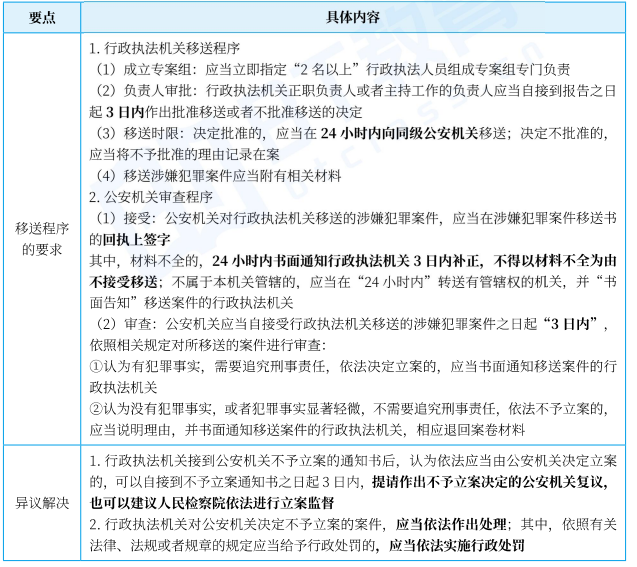 要点 具体内容
1. 行政执法机关移送程序
（1）成立专案组：应当立即指定“2 名以上”行政执法人员组成专案组专门负责
（2）负责人审批：行政执法机关正职负责人或者主持工作的负责人应当自接到报告之日
起 3 日内作出批准移送或者不批准移送的决定
（3）移送时限：决定批准的，应当在 24 小时内向同级公安机关移送；决定不批准的，
应当将不予批准的理由记录在案
（4）移送涉嫌犯罪案件应当附有相关材料
2. 公安机关审查程序
（1）接受：公安机关对行政执法机关移送的涉嫌犯罪案件，应当在涉嫌犯罪案件移送书
移送程序
的要求
的回执上签字
其中，材料不全的，24 小时内书面通知行政执法机关 3 日内补正，不得以材料不全为由
不接受移送；不属于本机关管辖的，应当在“24 小时内”转送有管辖权的机关，并“书
面告知”移送案件的行政执法机关
（2）审查：公安机关应当自接受行政执法机关移送的涉嫌犯罪案件之日起“3 日内”，
依照相关规定对所移送的案件进行审查：
①认为有犯罪事实，需要追究刑事责任，依法决定立案的，应当书面通知移送案件的行
政执法机关
②认为没有犯罪事实，或者犯罪事实显著轻微，不需要追究刑事责任，依法不予立案的，
应当说明理由，并书面通知移送案件的行政执法机关，相应退回案卷材料
异议解决
1. 行政执法机关接到公安机关不予立案的通知书后，认为依法应当由公安机关决定立案
的，可以自接到不予立案通知书之日起 3 日内，提请作出不予立案决定的公安机关复议，
也可以建议人民检察院依法进行立案监督
2. 行政执法机关对公安机关决定不予立案的案件，应当依法作出处理；其中，依照有关
法律、法规或者规章的规定应当给予行政处罚的，应当依法实施行政处罚